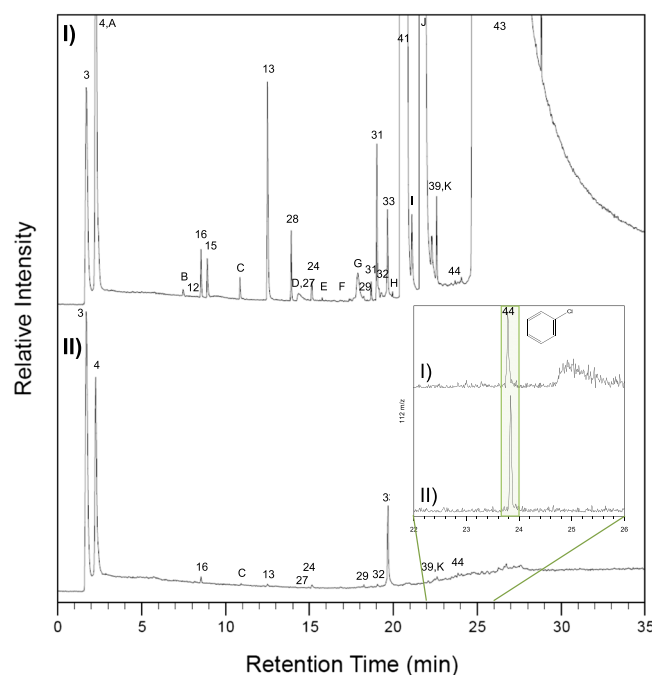 I)
4,A
3
13
16
15
B
12
C
28
D,27
24
E
F
G
29
31
31
32
33
H
41
I
J
39,K
44
43
Relative Intensity
II)
3
4
16
C
13
27
24
29
32
39,K
44
44
Cl
I)
II)
112 m/z
22 23 24 25 26
0 5 10 15 20 25 30 35
Retention Time (min)